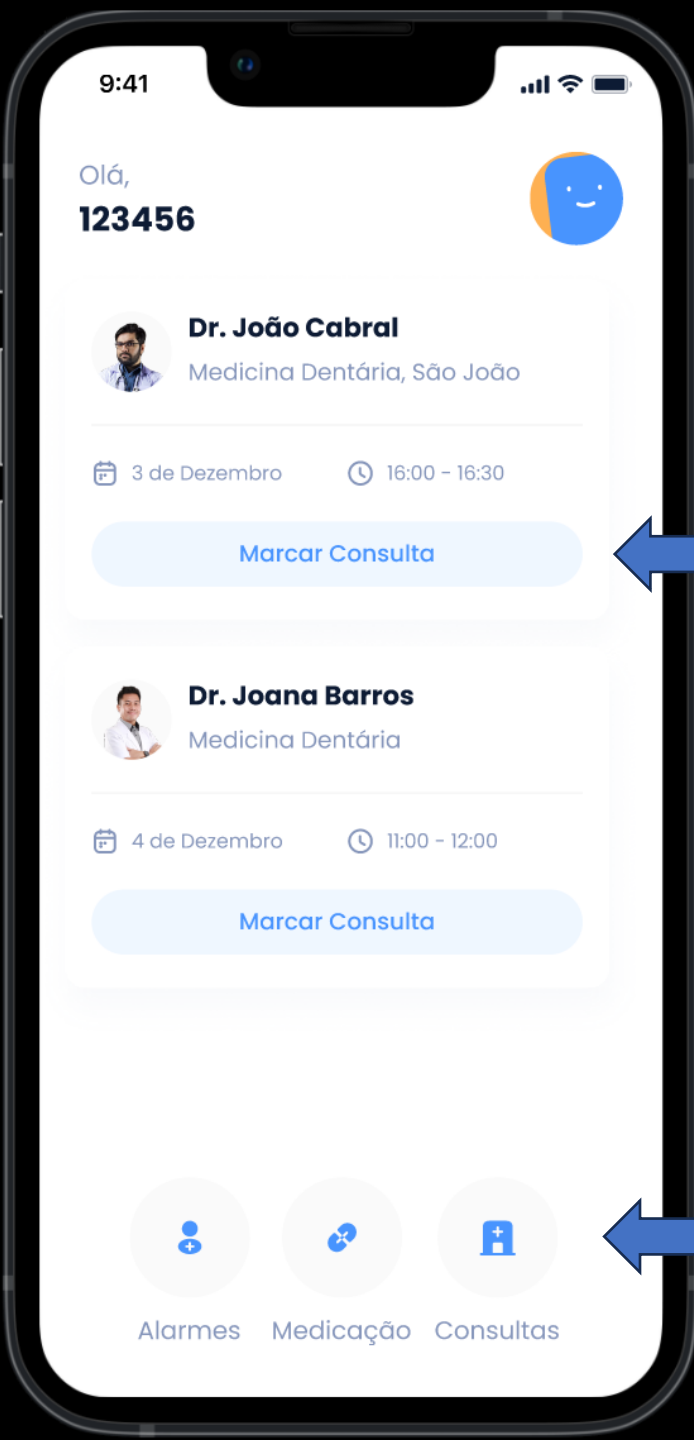 9:41
Olá,
123456
Dr. João Cabral
Medicina Dentária, São João
3 de Dezembro 16:00 - 16:30
Marcar Consulta
Dr. Joana Barros
Medicina Dentária
4 de Dezembro 11:00 - 12:00
Marcar Consulta
Alarmes Medicação Consultas